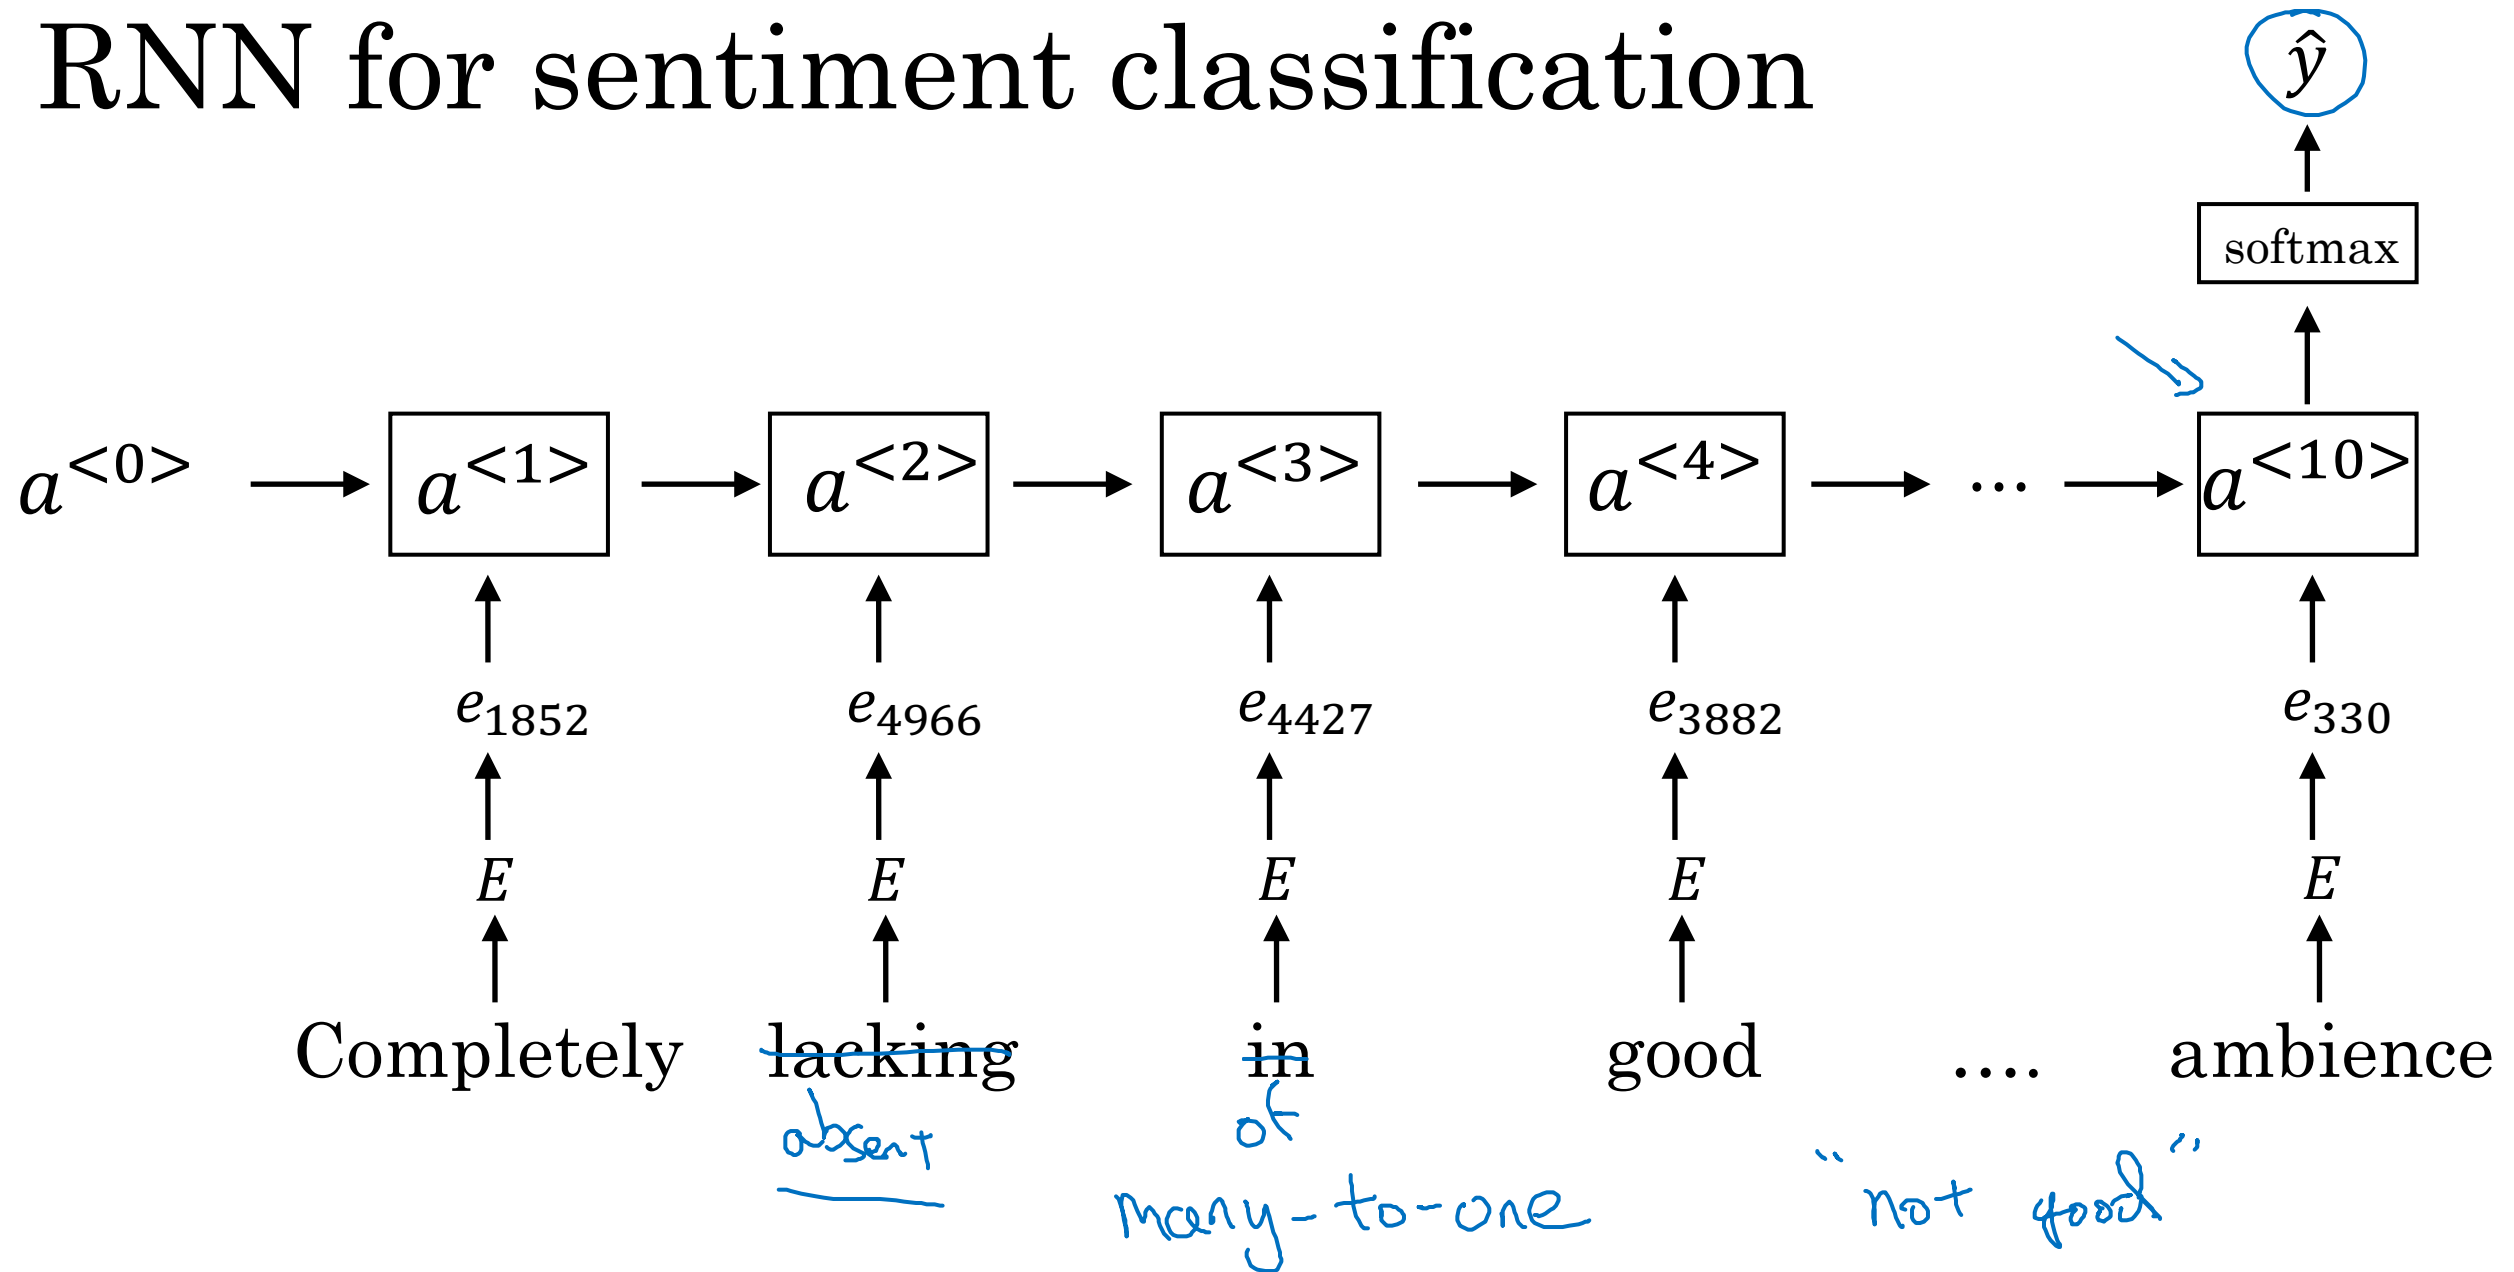 RNN for sentiment classification
ŷ
softmax
a<0> a<1> a<2> a<3> a<4> ... a<10>
e1852 e4966 e4427 e3882 e330
E E E E E
Completely lacking in good .... ambience
absent of
many-to-one "not good"